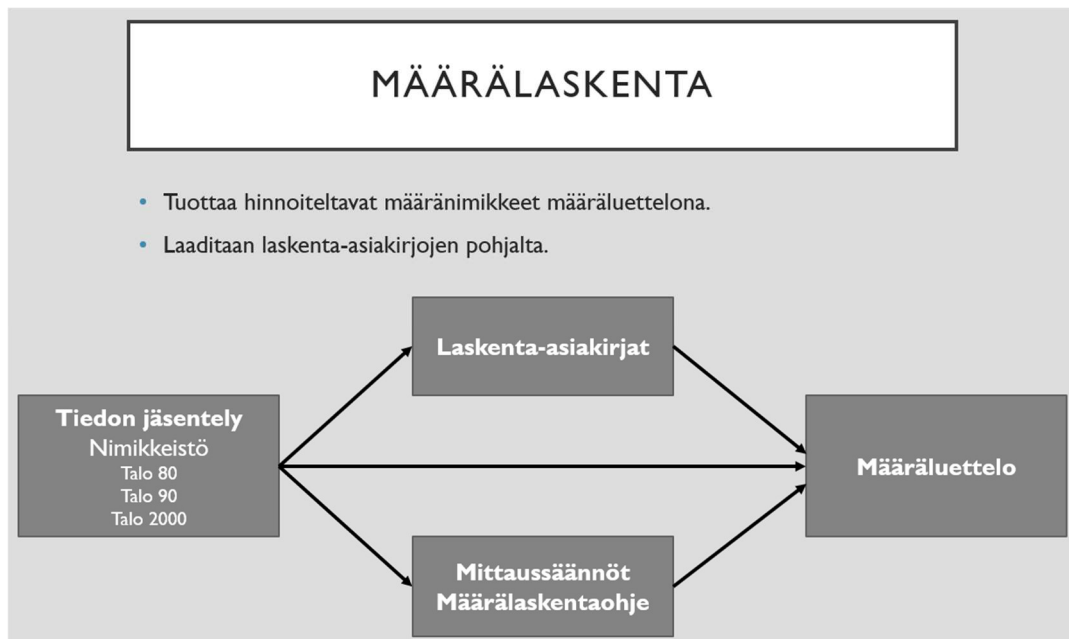 MÄÄRÄLASKENTA
• Tuottaa hinnoiteltavat määränimikkeet määräluettelona.
• Laaditaan laskenta-asiakirjojen pohjalta.
Laskenta-asiakirjat
Tiedon jäsentely
Nimikkeistö
Talo 80
Talo 90
Talo 2000
Määräluettelo
Mittaussäännöt
Määrälaskentaohje